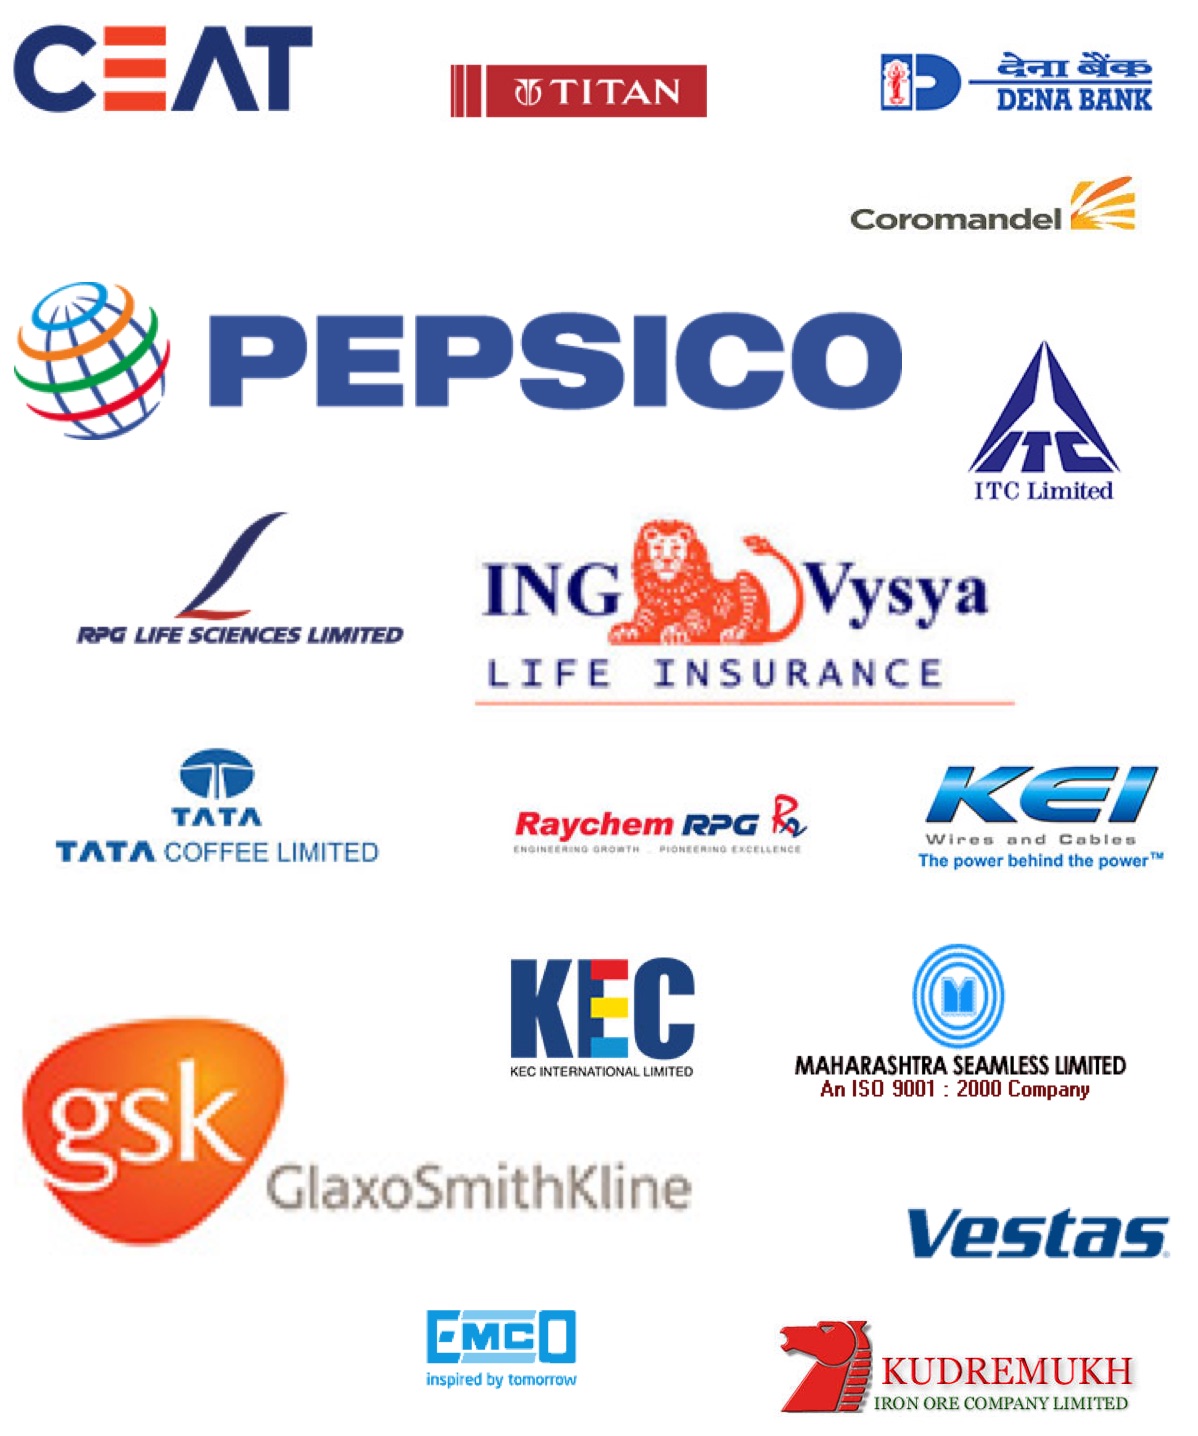 CEAT
TITAN
देना बैंक
DENA BANK
Coromandel
PEPSICO
ITC
ITC Limited
RPG LIFE SCIENCES LIMITED
ING Vysya
LIFE INSURANCE
TATA
TATA COFFEE LIMITED
Raychem RPG
ENGINEERING GROWTH . PIONEERING EXCELLENCE
KEI
Wires and Cables
The power behind the power™
KEC
KEC INTERNATIONAL LIMITED
MAHARASHTRA SEAMLESS LIMITED
An ISO 9001 : 2000 Company
gsk
GlaxoSmithKline
Vestas
EMCO
inspired by tomorrow
KUDREMUKH
IRON ORE COMPANY LIMITED